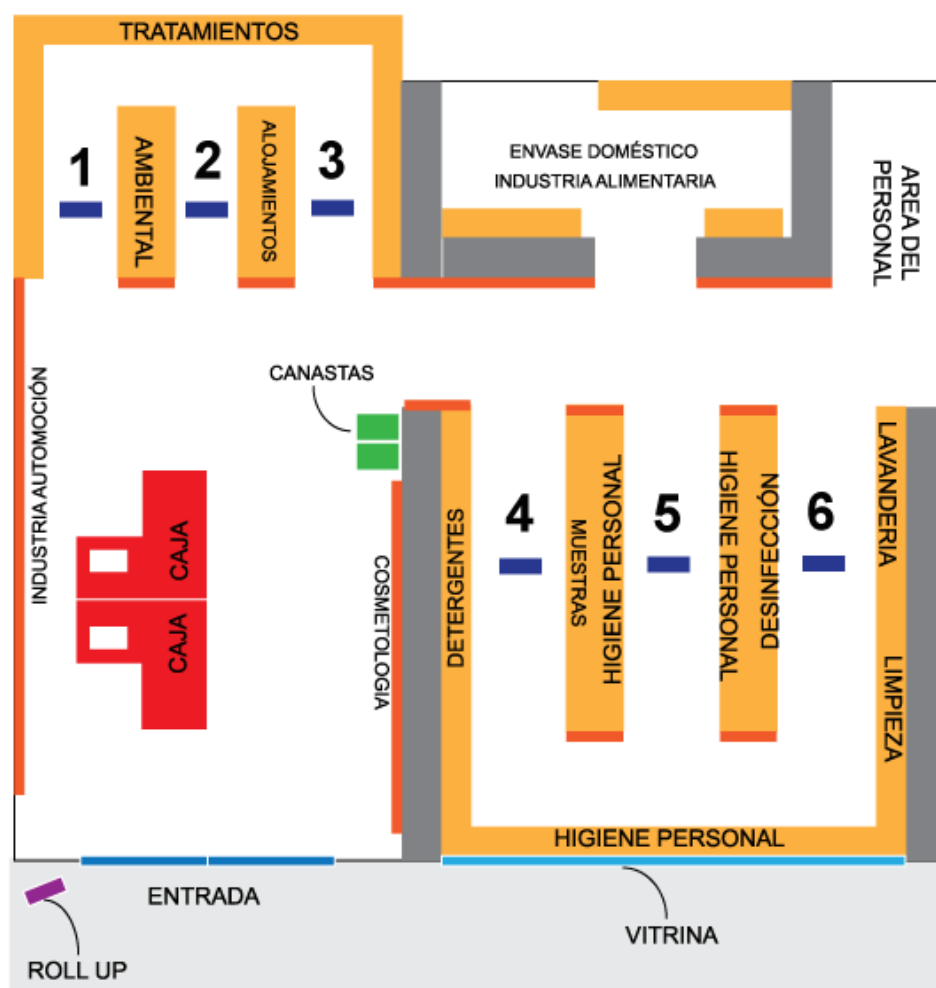 TRATAMIENTOS
1
AMBIENTAL
2
ALOJAMIENTOS
3
ENVASE DOMÉSTICO
INDUSTRIA ALIMENTARIA
AREA DEL
PERSONAL
INDUSTRIA AUTOMOCIÓN
CANASTAS
CAJA
CAJA
COSMETOLOGIA
DETERGENTES
4
HIGIENE PERSONAL
MUESTRAS
5
DESINFECCIÓN
HIGIENE PERSONAL
6
LAVANDERIA
LIMPIEZA
HIGIENE PERSONAL
ENTRADA
VITRINA
ROLL UP